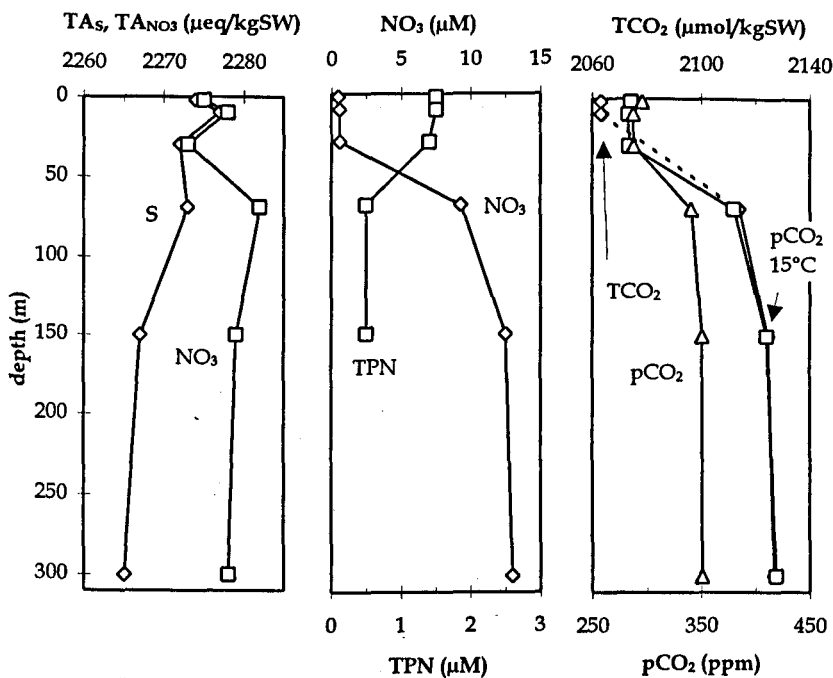 TAS, TANO3 (μeq/kgSW)
2260 2270 2280
NO3 (μM)
0 5 10 15
TCO2 (μmol/kgSW)
2060 2100 2140
depth (m)
0
50
100
150
200
250
300
S
NO3
NO3
TPN
0 1 2 3
TPN (μM)
TCO2
pCO2
15°C
pCO2
250 350 450
pCO2 (ppm)